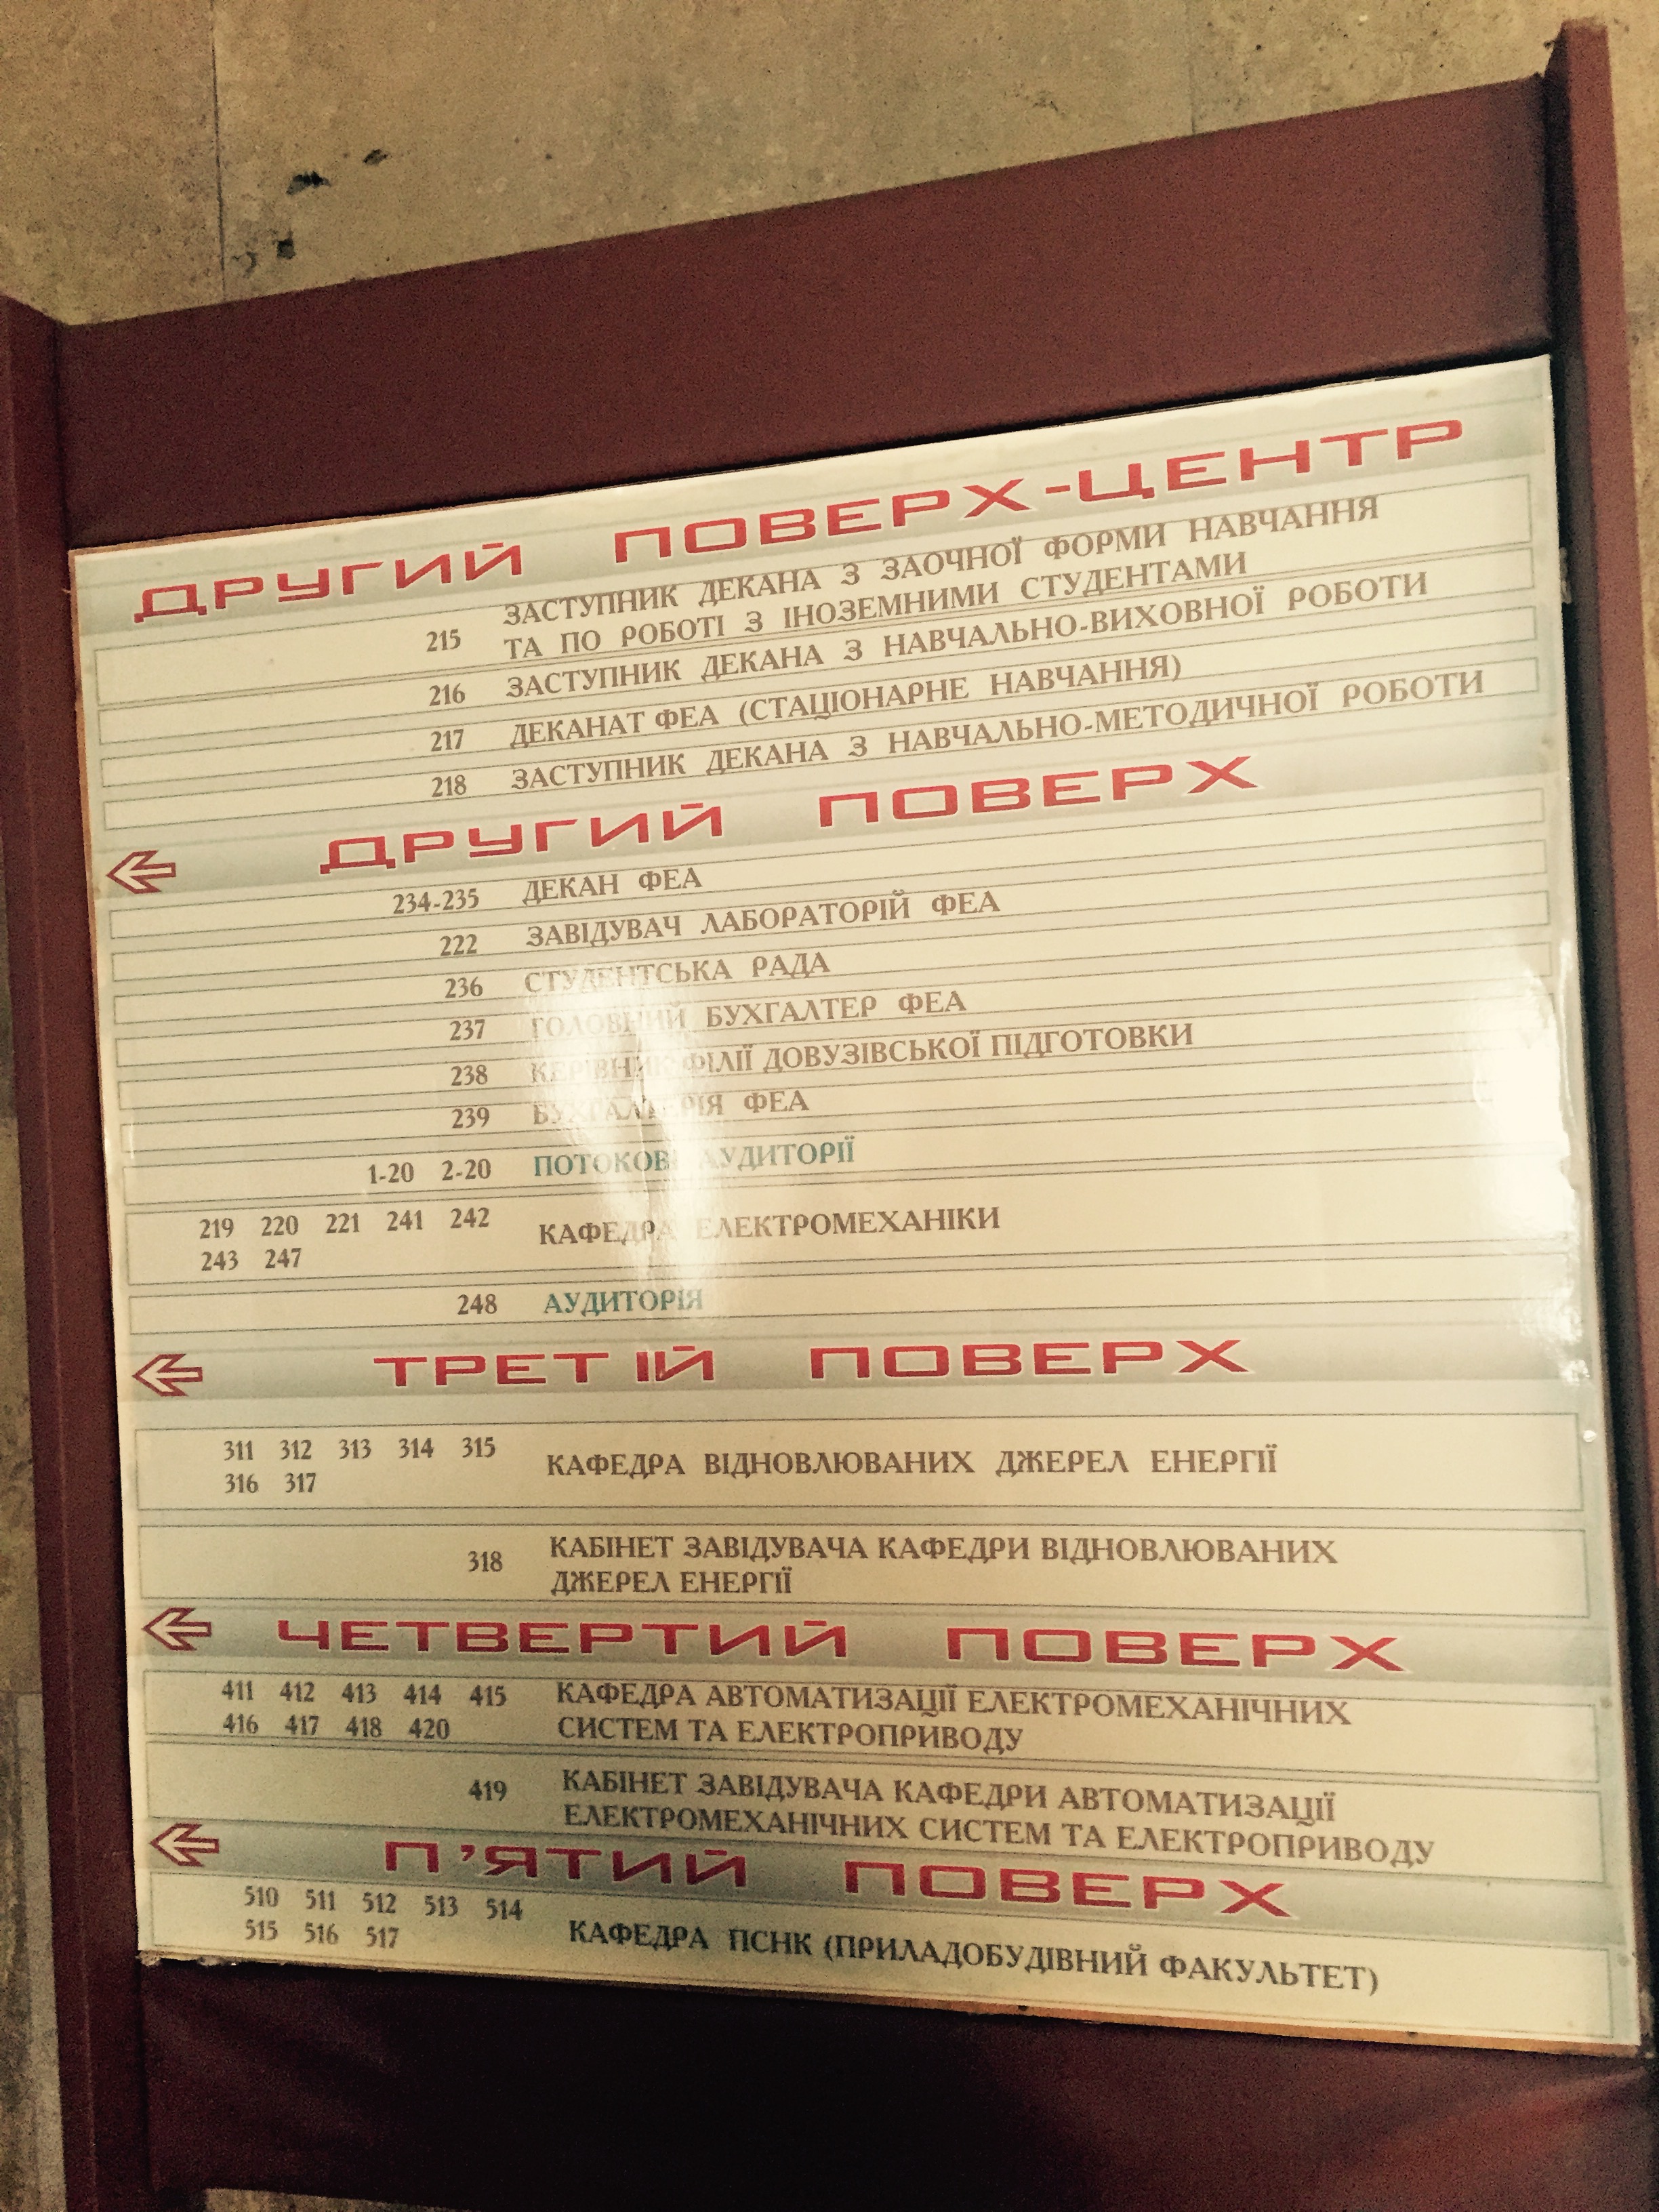 ДРУГИЙ ПОВЕРХ-ЦЕНТР
215 ЗАСТУПНИК ДЕКАНА З ЗАОЧНОЇ ФОРМИ НАВЧАННЯ
ТА ПО РОБОТІ З ІНОЗЕМНИМИ СТУДЕНТАМИ
216 ЗАСТУПНИК ДЕКАНА З НАВЧАЛЬНО-ВИХОВНОЇ РОБОТИ
217 ДЕКАНАТ ФЕА (СТАЦІОНАРНЕ НАВЧАННЯ)
218 ЗАСТУПНИК ДЕКАНА З НАВЧАЛЬНО-МЕТОДИЧНОЇ РОБОТИ
ДРУГИЙ ПОВЕРХ
234-235 ДЕКАН ФЕА
222 ЗАВІДУВАЧ ЛАБОРАТОРІЙ ФЕА
236 СТУДЕНТСЬКА РАДА
237 ГОЛОВНИЙ БУХГАЛТЕР ФЕА
238 КЕРІВНИК ФІЛІЇ ДОВУЗІВСЬКОЇ ПІДГОТОВКИ
239 БУХГАЛТЕРІЯ ФЕА
1-20 2-20 ПОТОКОВІ АУДИТОРІЇ
219 220 221 241 242 КАФЕДРА ЕЛЕКТРОМЕХАНІКИ
243 247
248 АУДИТОРІЯ
ТРЕТІЙ ПОВЕРХ
311 312 313 314 315 КАФЕДРА ВІДНОВЛЮВАНИХ ДЖЕРЕЛ ЕНЕРГІЇ
316 317
318 КАБІНЕТ ЗАВІДУВАЧА КАФЕДРИ ВІДНОВЛЮВАНИХ
ДЖЕРЕЛ ЕНЕРГІЇ
ЧЕТВЕРТИЙ ПОВЕРХ
411 412 413 414 415 КАФЕДРА АВТОМАТИЗАЦІЇ ЕЛЕКТРОМЕХАНІЧНИХ
416 417 418 420 СИСТЕМ ТА ЕЛЕКТРОПРИВОДУ
419 КАБІНЕТ ЗАВІДУВАЧА КАФЕДРИ АВТОМАТИЗАЦІЇ
ЕЛЕКТРОМЕХАНІЧНИХ СИСТЕМ ТА ЕЛЕКТРОПРИВОДУ
П'ЯТИЙ ПОВЕРХ
510 511 512 513 514 КАФЕДРА ПСНК (ПРИЛАДОБУДІВНИЙ ФАКУЛЬТЕТ)
515 516 517